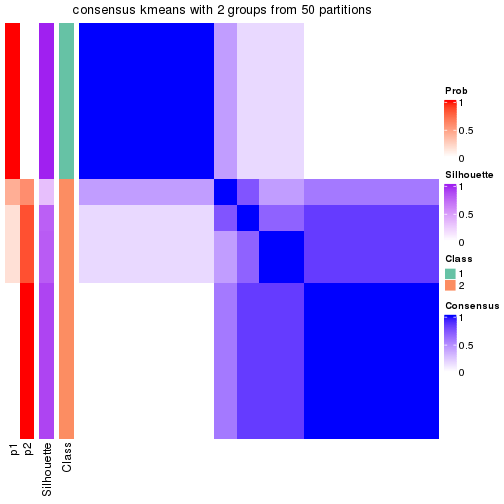 consensus kmeans with 2 groups from 50 partitions
Prob
1
0.5
0
Silhouette
1
0.5
0
Class
1
2
Consensus
1
0.5
0
p1
p2
Silhouette
Class